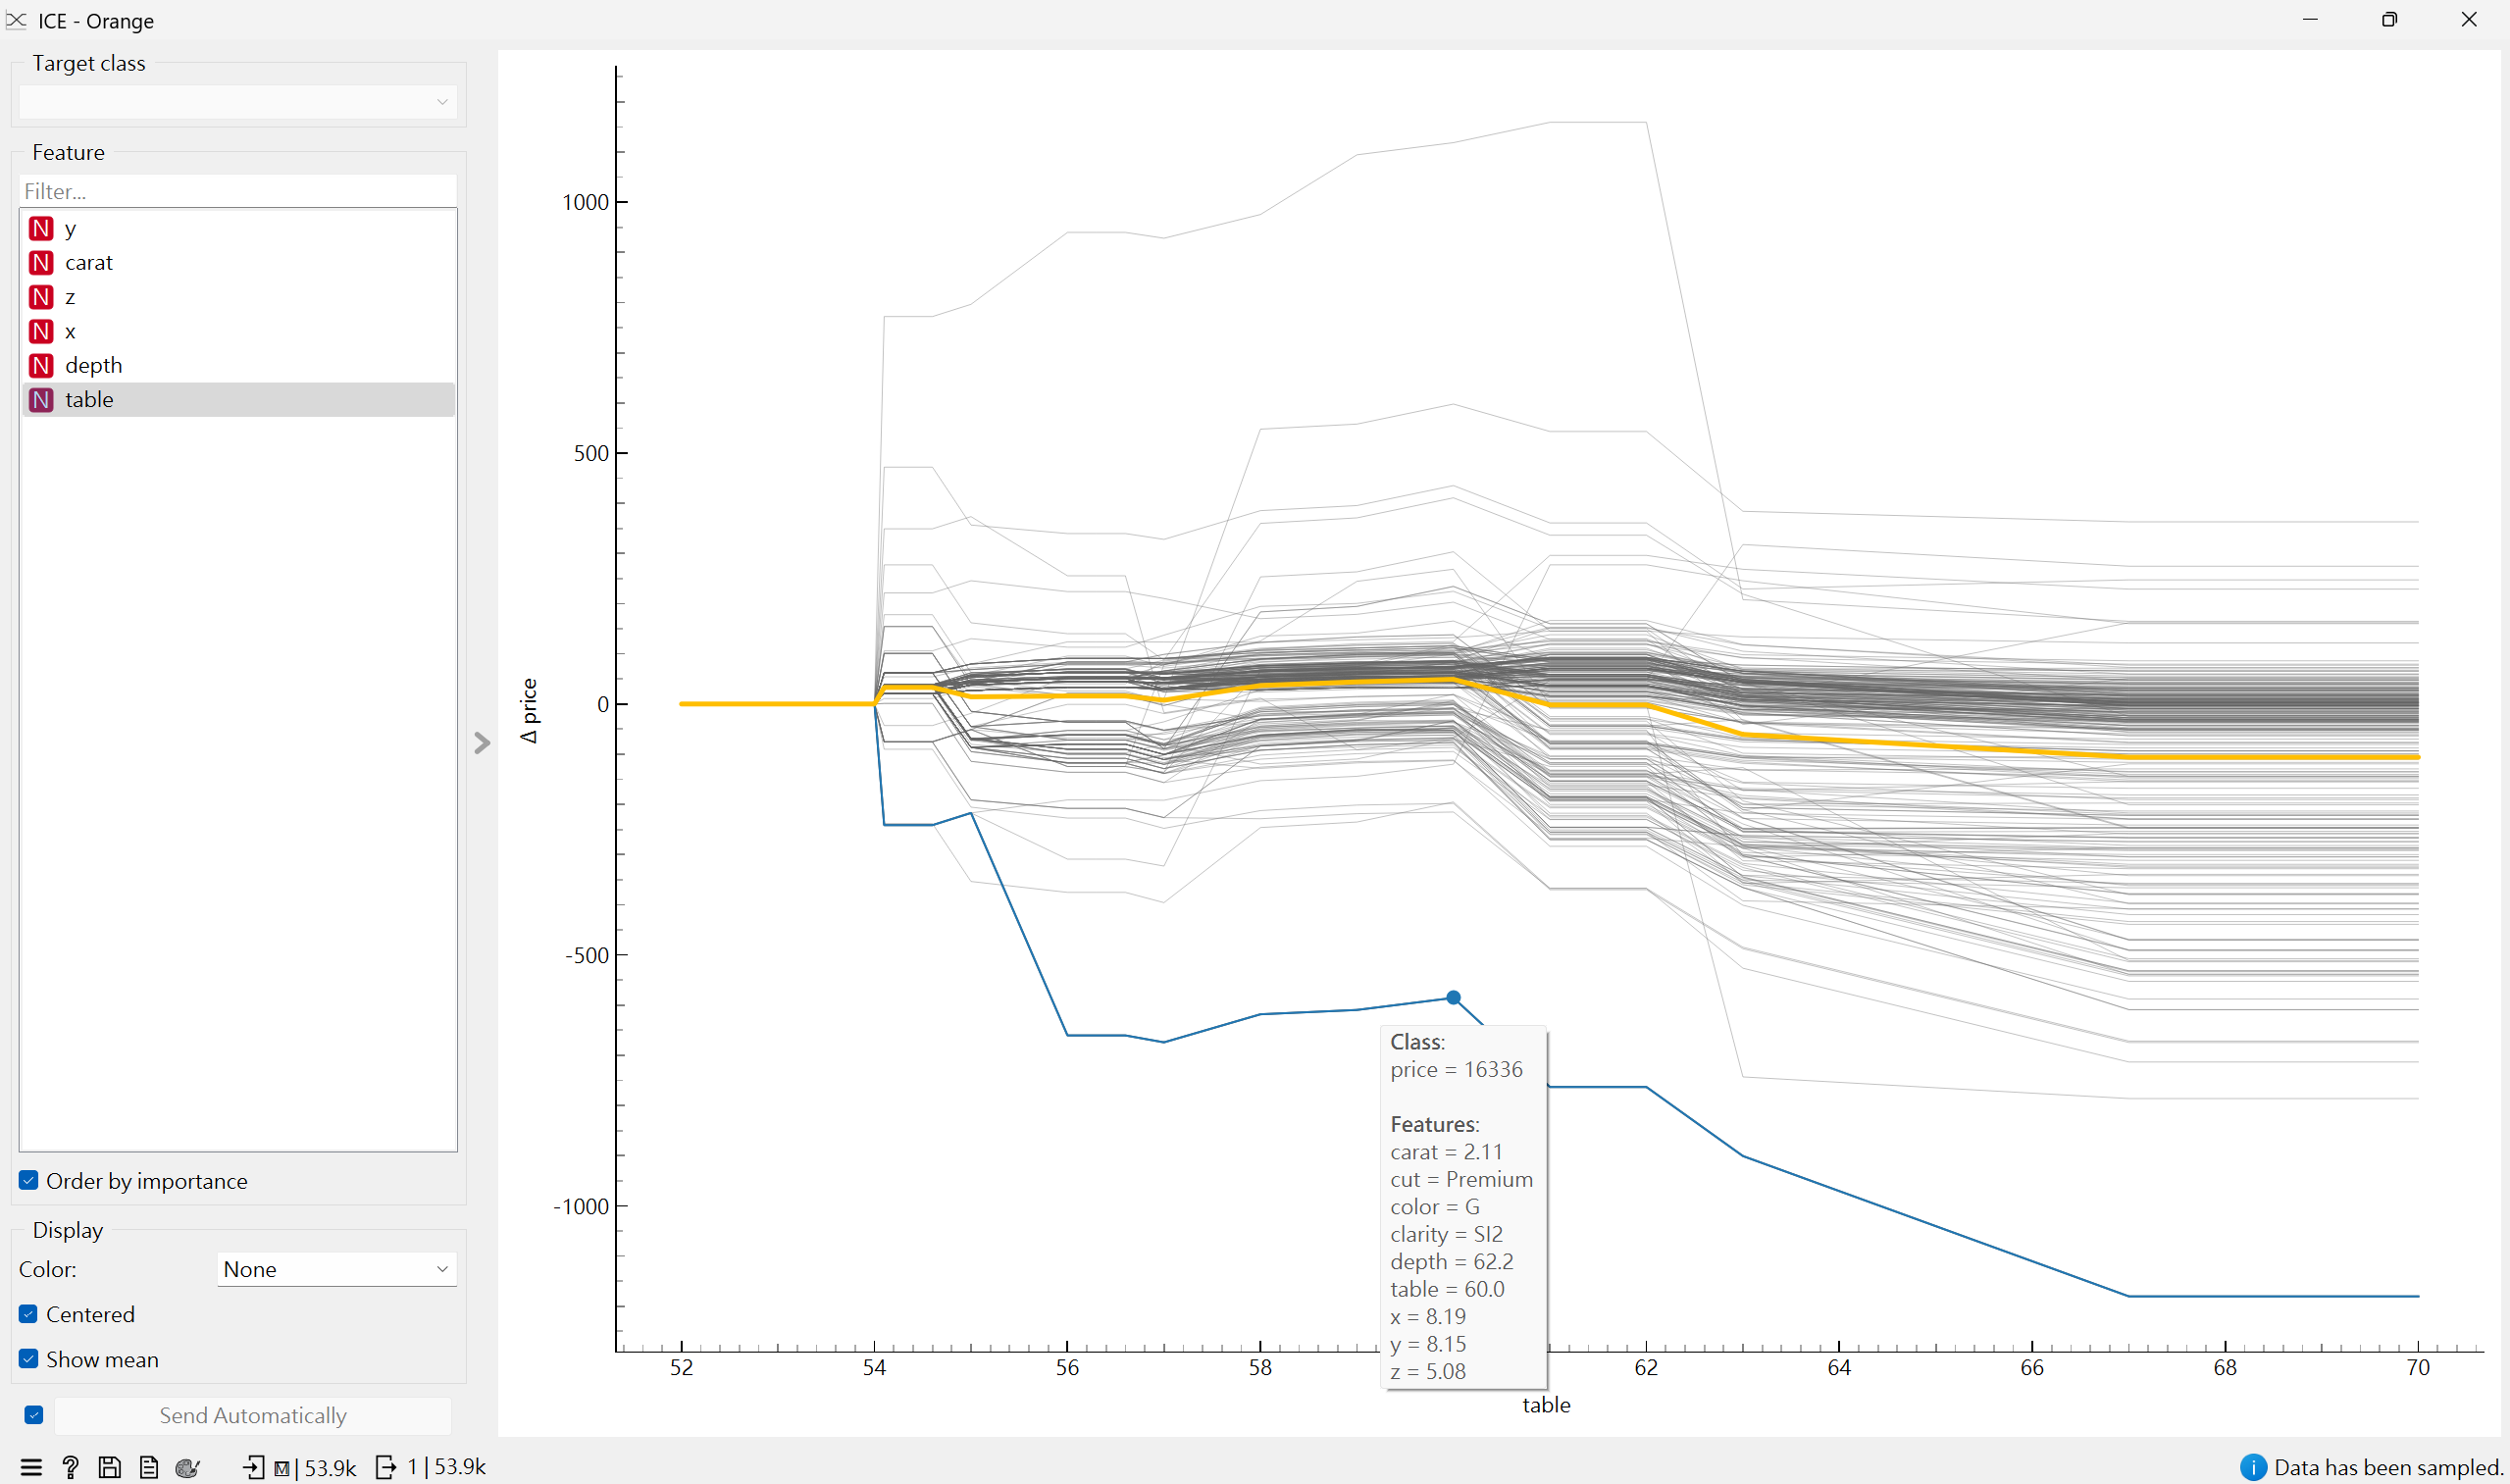 ICE - Orange
Target class
Feature
Filter...
N y
N carat
N z
N x
N depth
N table
Order by importance
Display
Color: None
Centered
Show mean
Send Automatically
M | 53.9k 1 | 53.9k
Δ price
1000
500
0
-500
-1000
52 54 56 58 62 64 66 68 70
table
Class:
price = 16336
Features:
carat = 2.11
cut = Premium
color = G
clarity = SI2
depth = 62.2
table = 60.0
x = 8.19
y = 8.15
z = 5.08
Data has been sampled.